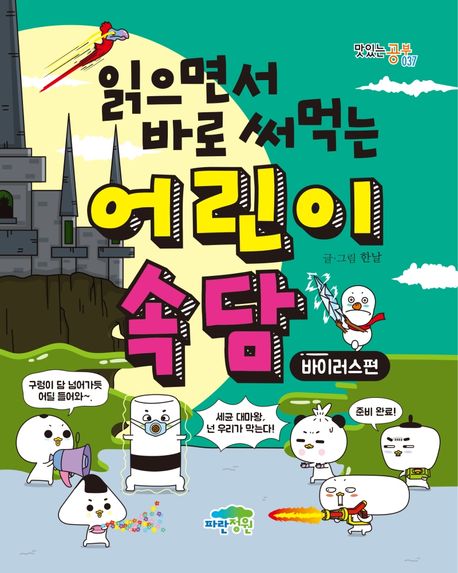 맛있는 공부
037
읽으면서
바로 써먹는
어린이
속담
글·그림 한날
바이러스편
구렁이 담 넘어가듯
어딜 들어와~.
세균 대마왕,
넌 우리가 막는다!
준비 완료!
파란정원